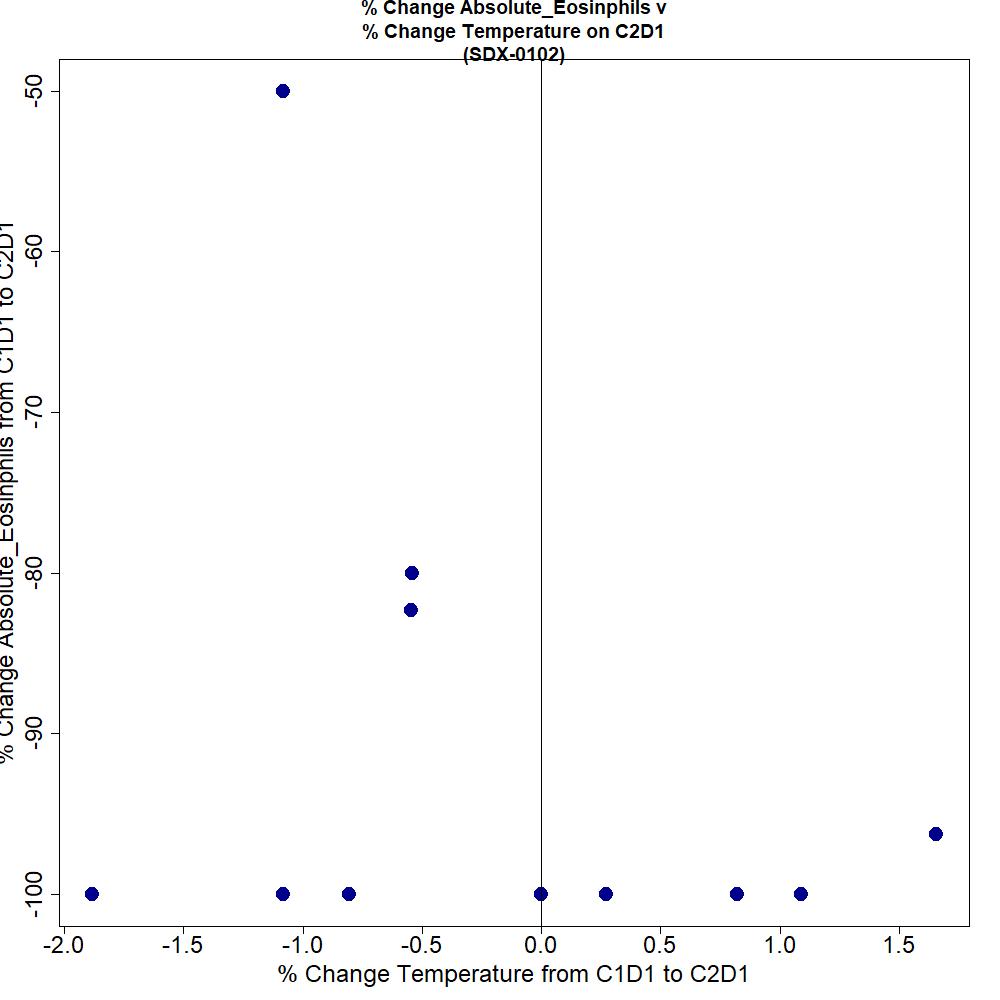 % Change Absolute_Eosinphils v
% Change Temperature on C2D1
(SDX-0102)
% Change Absolute_Eosinphils from C1D1 to C2D1
-50
-60
-70
-80
-90
-100
-2.0 -1.5 -1.0 -0.5 0.0 0.5 1.0 1.5
% Change Temperature from C1D1 to C2D1